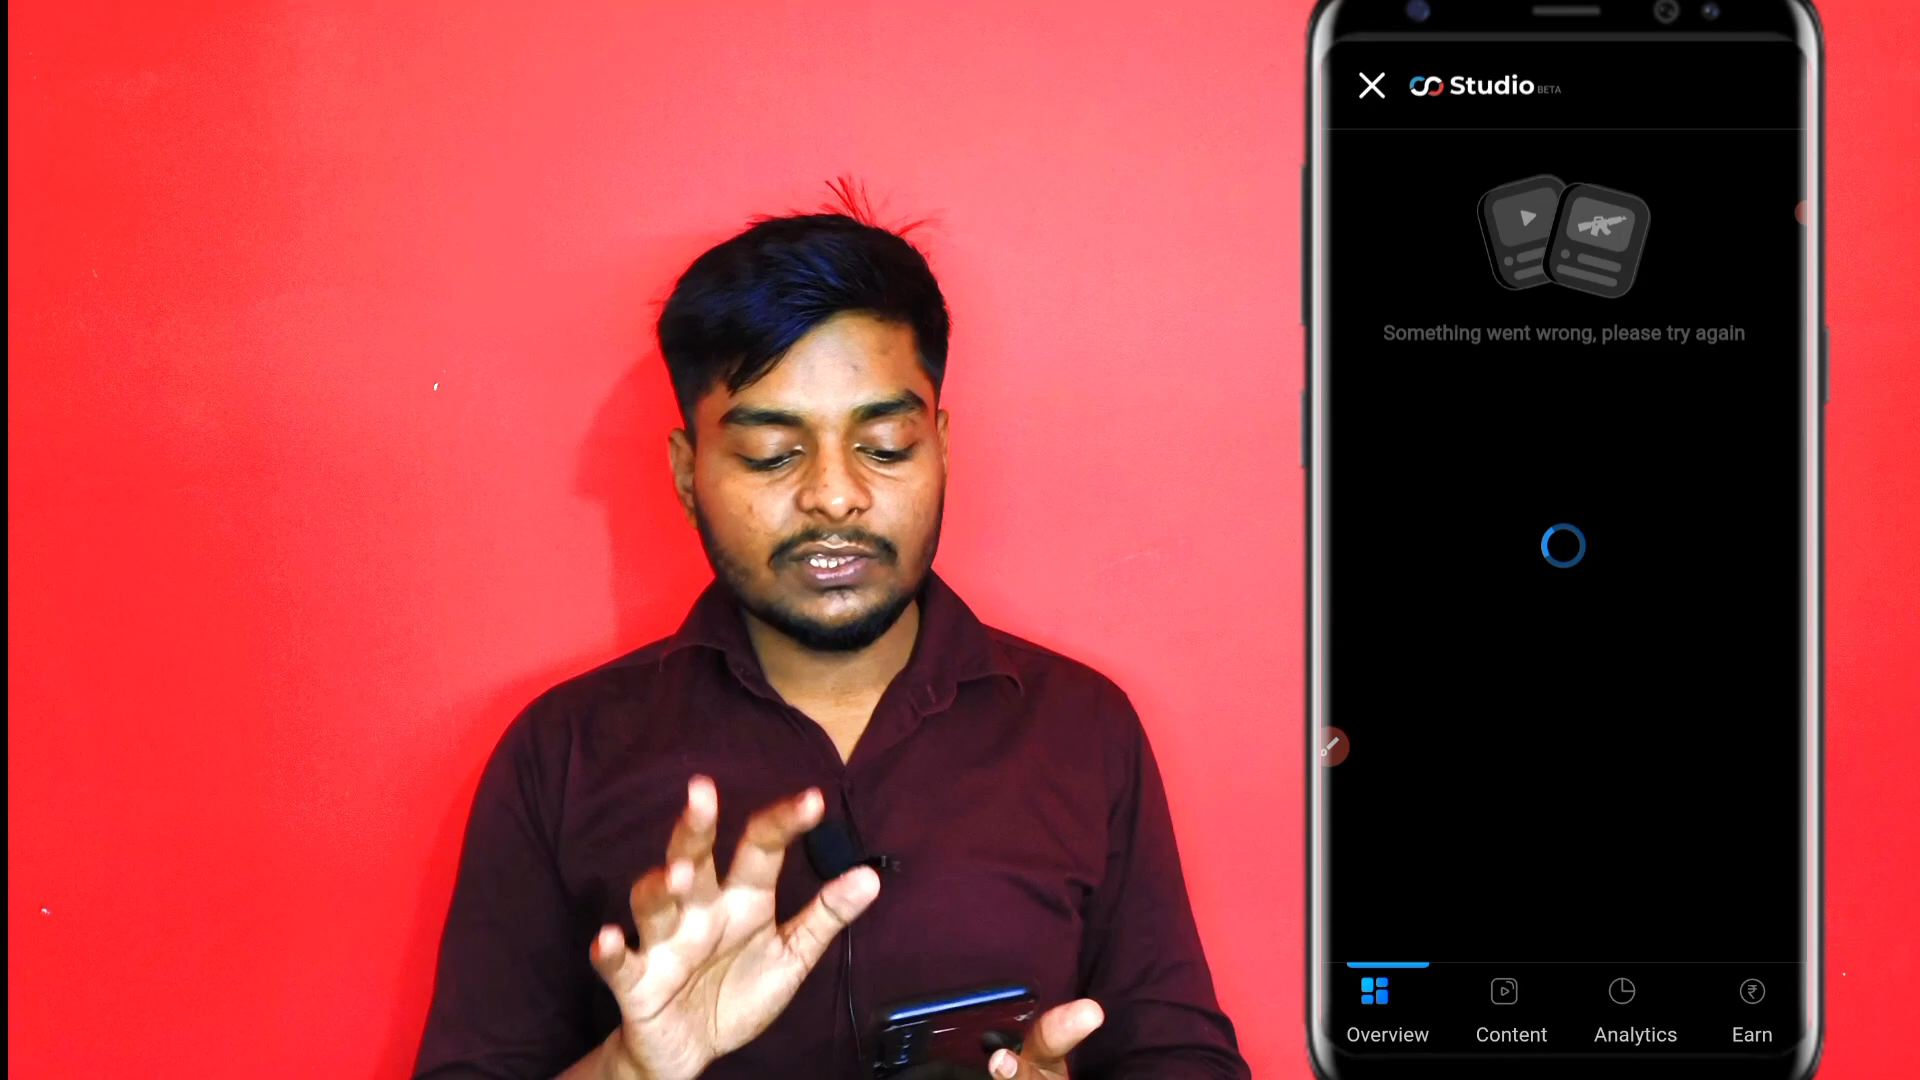 Studio BETA
Something went wrong, please try again
Overview Content Analytics Earn